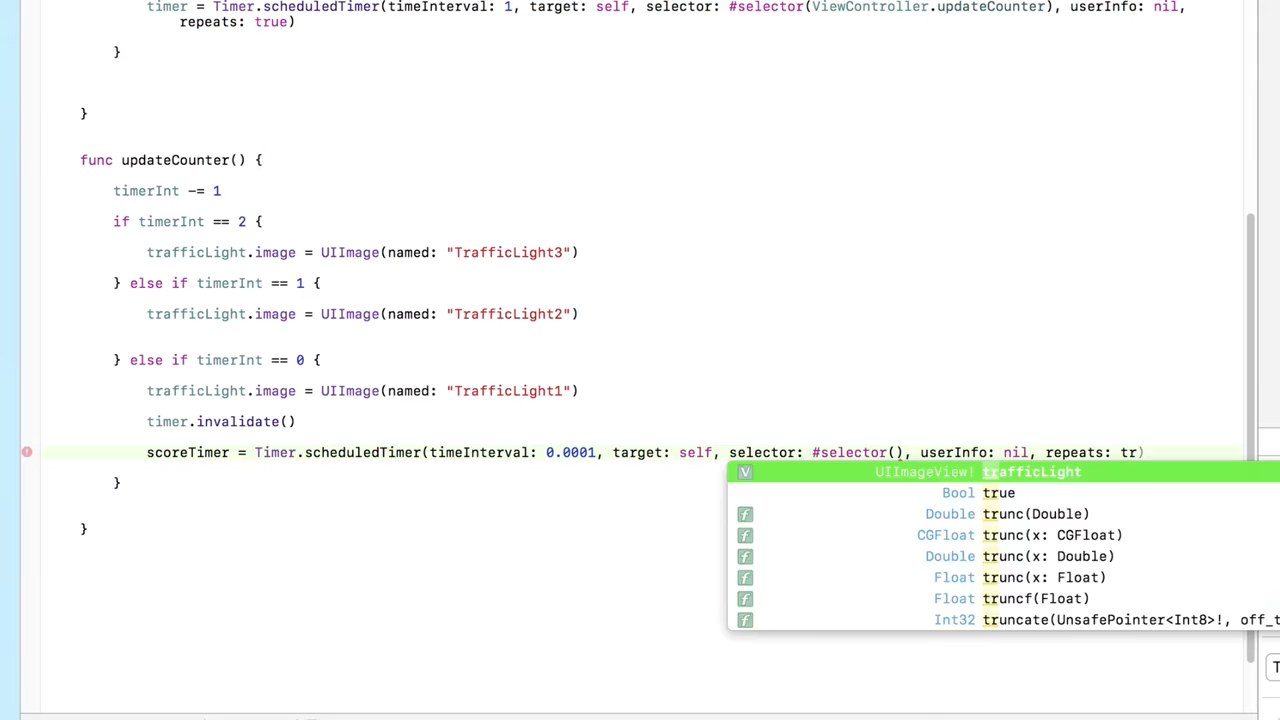 timer = Timer.scheduledTimer(timeInterval: 1, target: self, selector: #selector(ViewController.updateCounter), userInfo: nil,
repeats: true)
}
}
func updateCounter() {
timerInt -= 1
if timerInt == 2 {
trafficLight.image = UIImage(named: "TrafficLight3")
} else if timerInt == 1 {
trafficLight.image = UIImage(named: "TrafficLight2")
} else if timerInt == 0 {
trafficLight.image = UIImage(named: "TrafficLight1")
timer.invalidate()
scoreTimer = Timer.scheduledTimer(timeInterval: 0.0001, target: self, selector: #selector(), userInfo: nil, repeats: tr)
V UIImageView! trafficLight
}
Bool true
f Double trunc(Double)
}
f CGFloat trunc(x: CGFloat)
f Double trunc(x: Double)
f Float trunc(x: Float)
f Float truncf(Float)
f Int32 truncate(UnsafePointer<Int8>!, off_t
T